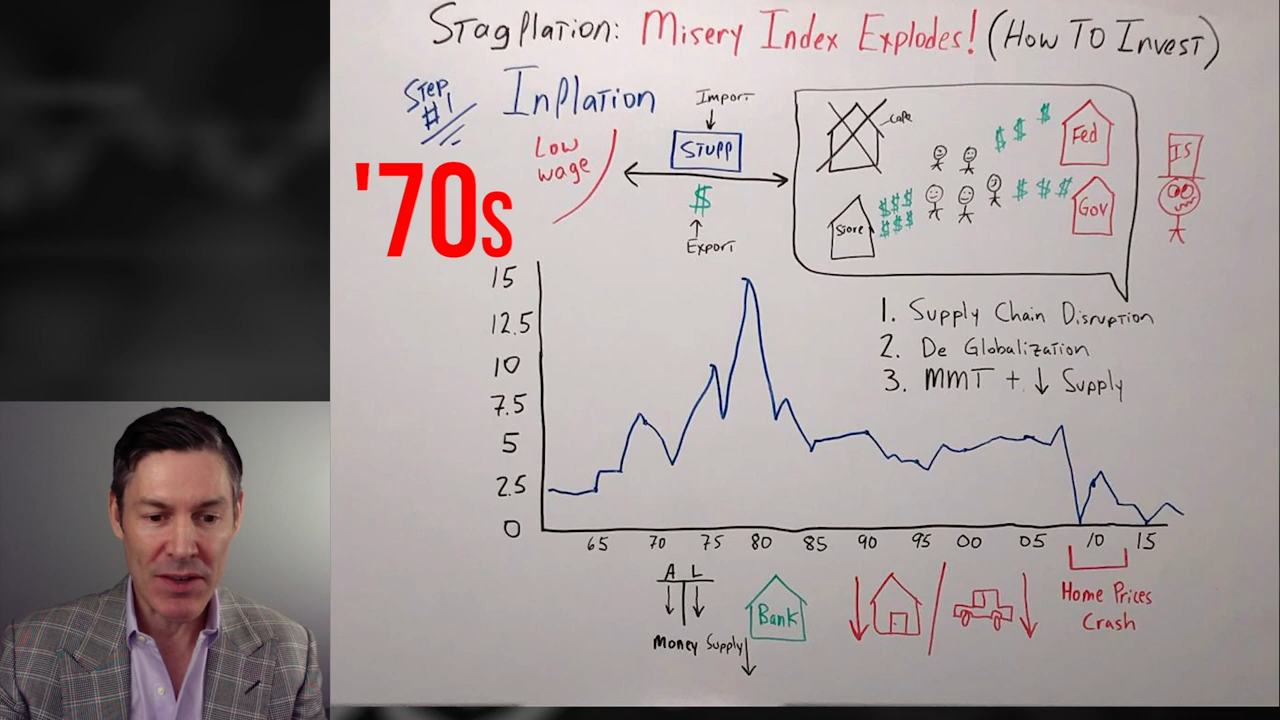 Stagflation: Misery Index Explodes! (How To Invest)
Step #1
Inflation
Import
Low wage
STUFF
'70s
$
Export
cafe
$ $ $
Fed
IS
Store
$$$
$$$
$ $ $
Gov
1. Supply Chain Disruption
2. De Globalization
3. MMT + ↓ Supply
15
12.5
10
7.5
5
2.5
0
65 70 75 80 85 90 95 00 05 10 15
A L
Bank
Money Supply
Home Prices
Crash